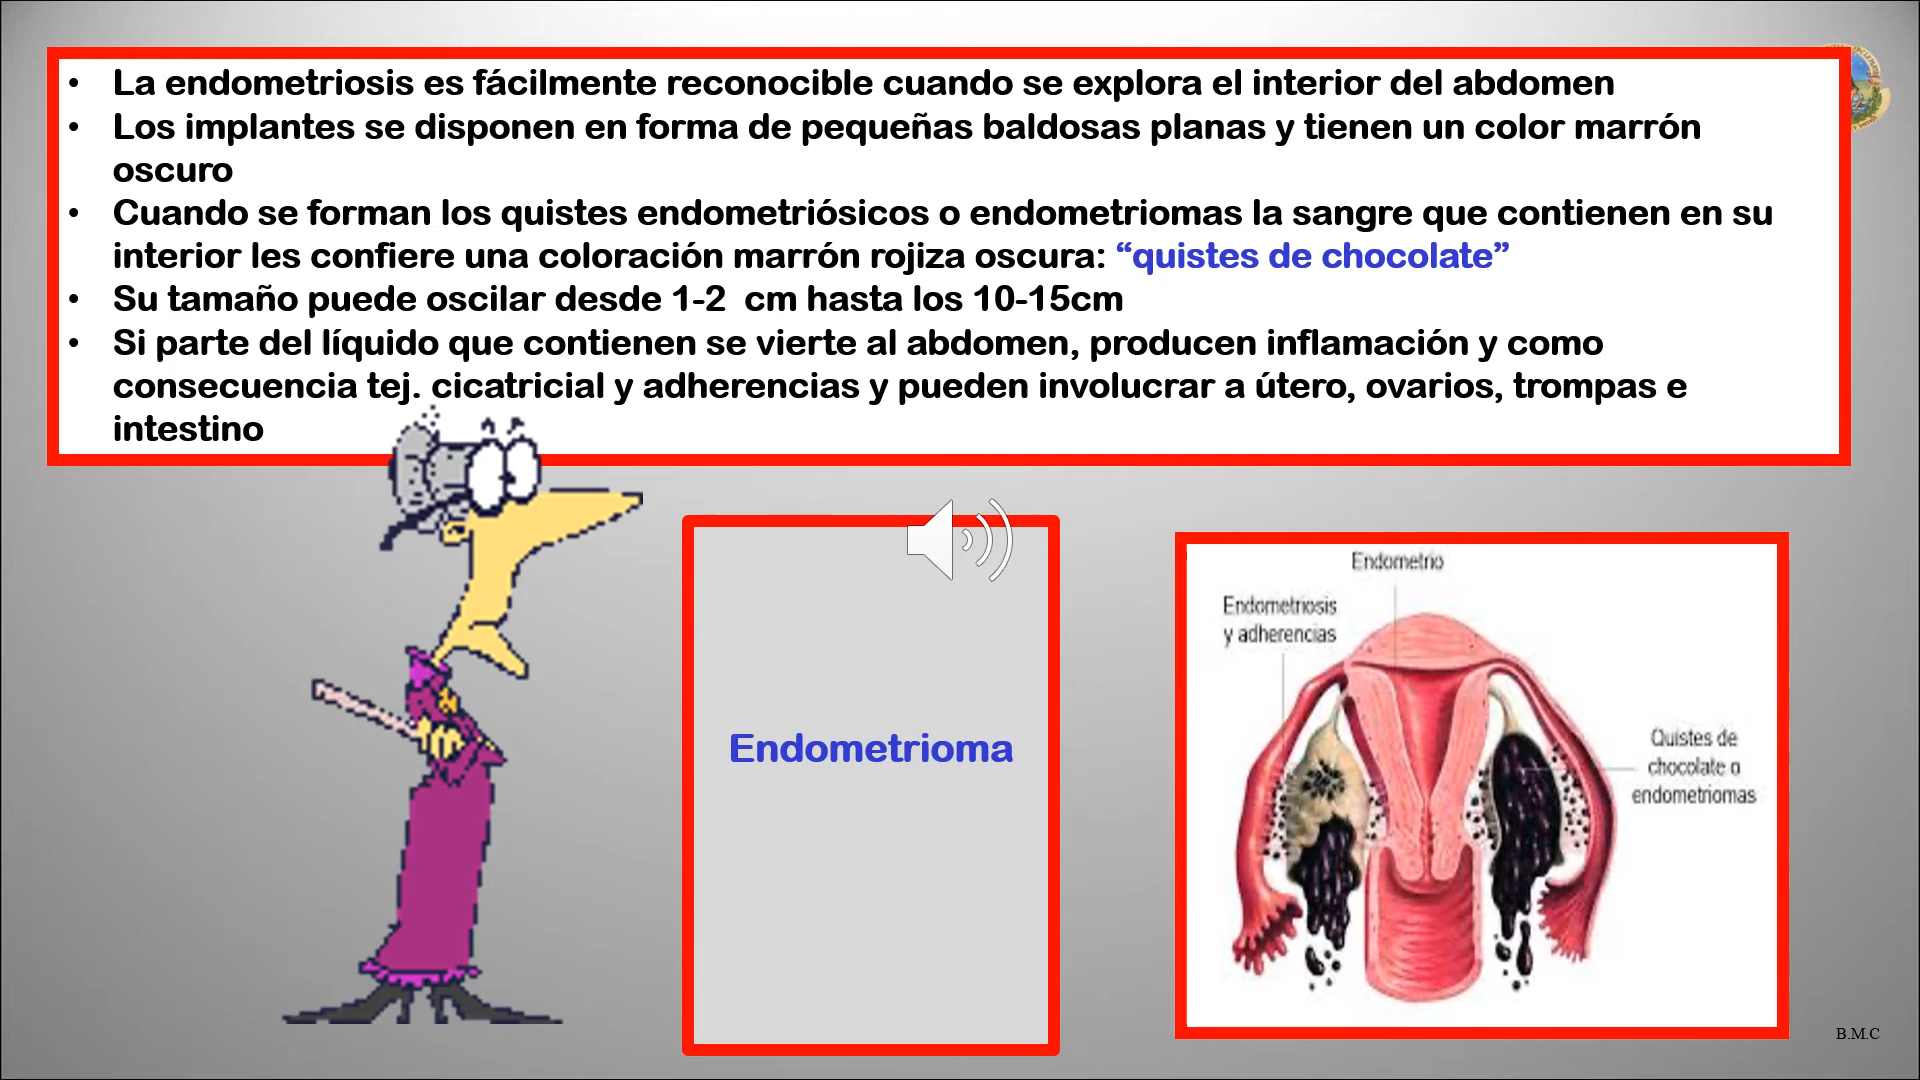 • La endometriosis es fácilmente reconocible cuando se explora el interior del abdomen
• Los implantes se disponen en forma de pequeñas baldosas planas y tienen un color marrón
oscuro
• Cuando se forman los quistes endometriósicos o endometriomas la sangre que contienen en su
interior les confiere una coloración marrón rojiza oscura: “quistes de chocolate”
• Su tamaño puede oscilar desde 1-2  cm hasta los 10-15cm
• Si parte del líquido que contienen se vierte al abdomen, producen inflamación y como
consecuencia tej. cicatricial y adherencias y pueden involucrar a útero, ovarios, trompas e
intestino
Endometrioma
Endometrio
Endometriosis
y adherencias
Quistes de
chocolate o
endometriomas
B.M.C